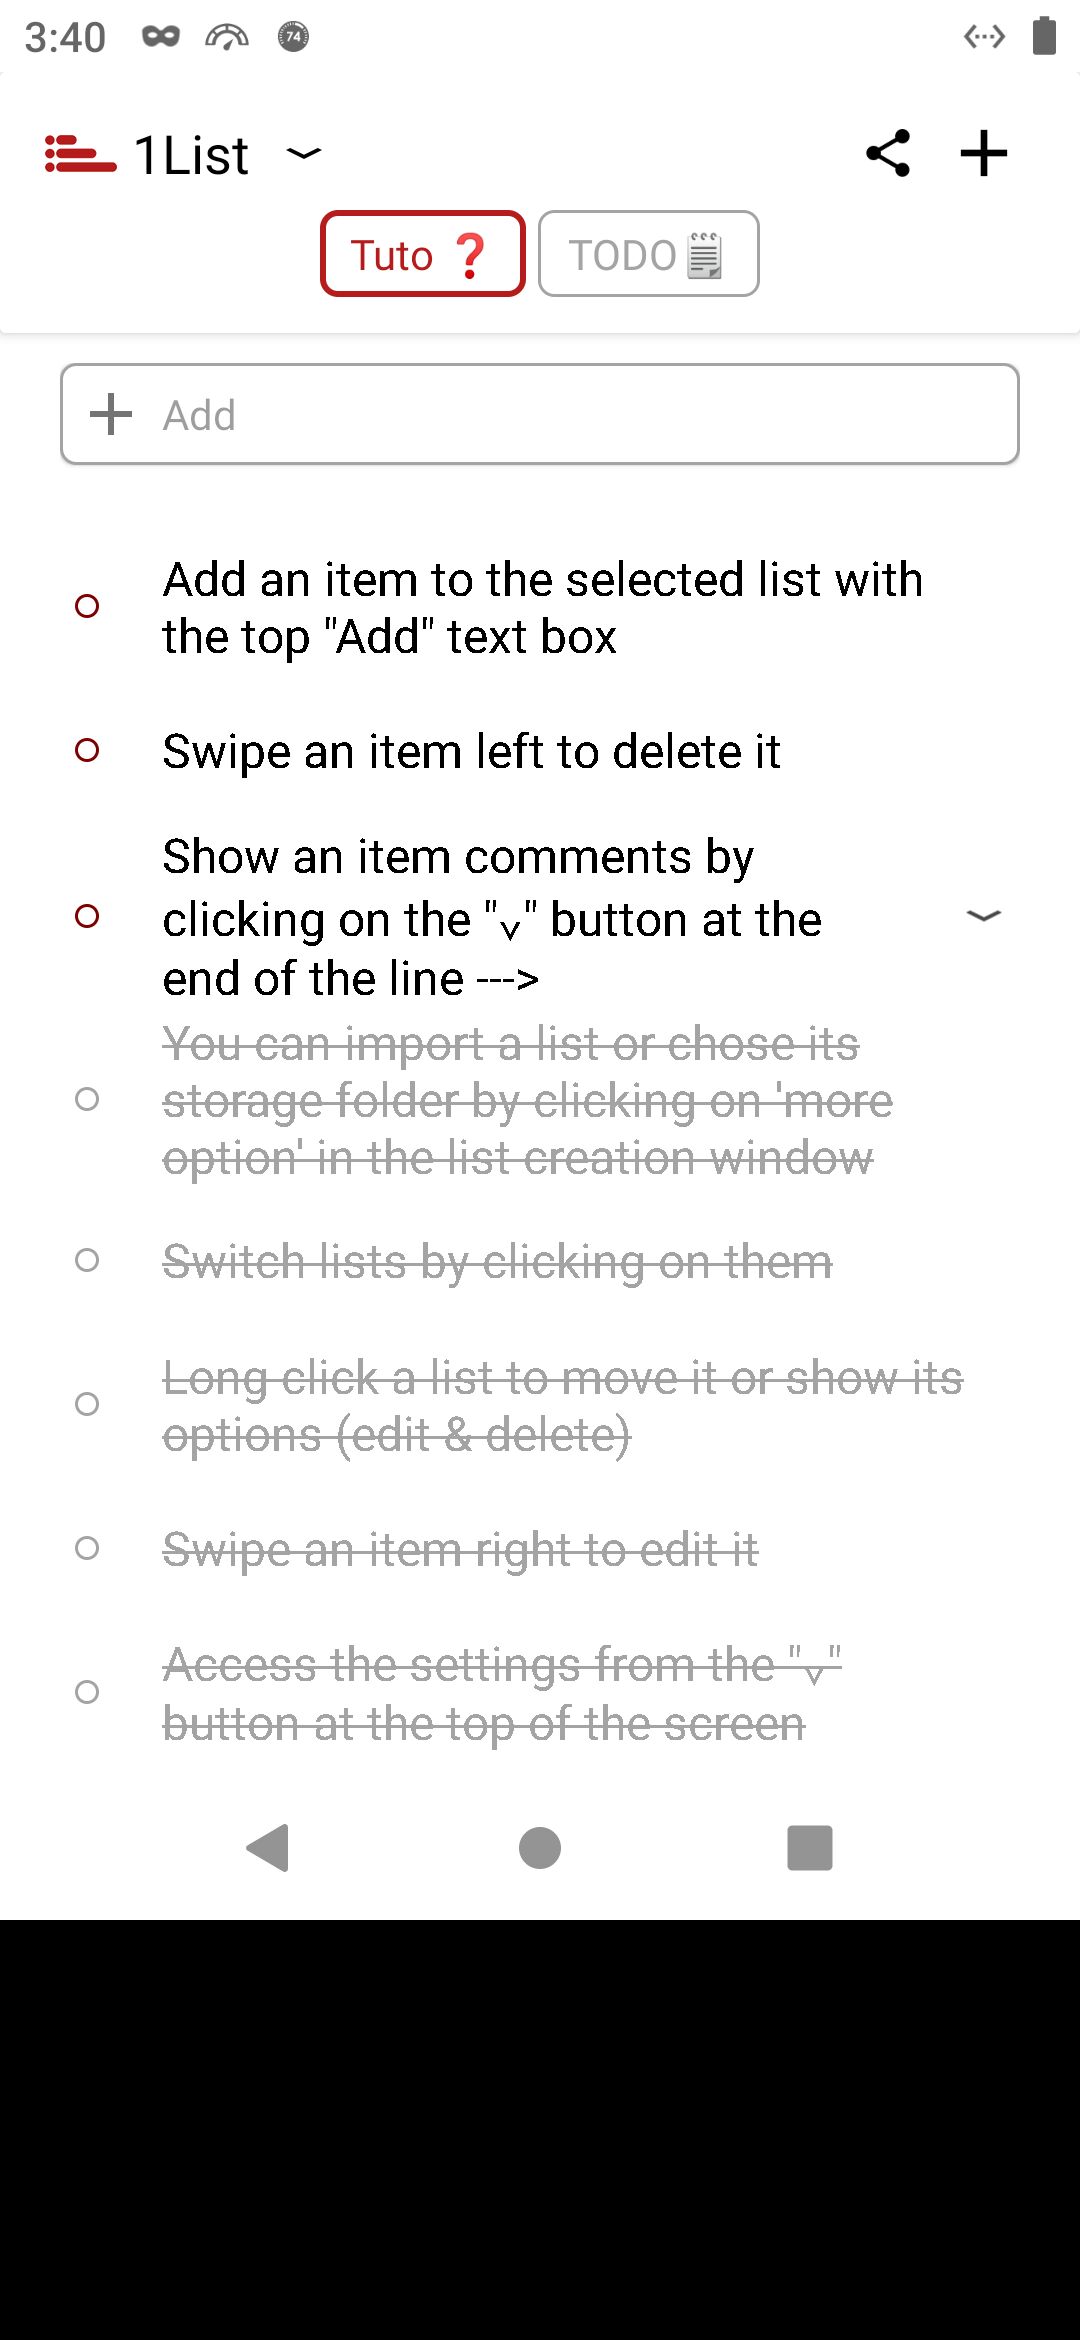 3:40
74
1List
Tuto ❓
TODO🗒
Add
Add an item to the selected list with
the top "Add" text box
Swipe an item left to delete it
Show an item comments by
clicking on the "⌄" button at the
end of the line --->
You can import a list or chose its
storage folder by clicking on 'more
option' in the list creation window
Switch lists by clicking on them
Long click a list to move it or show its
options (edit & delete)
Swipe an item right to edit it
Access the settings from the "⌄"
button at the top of the screen